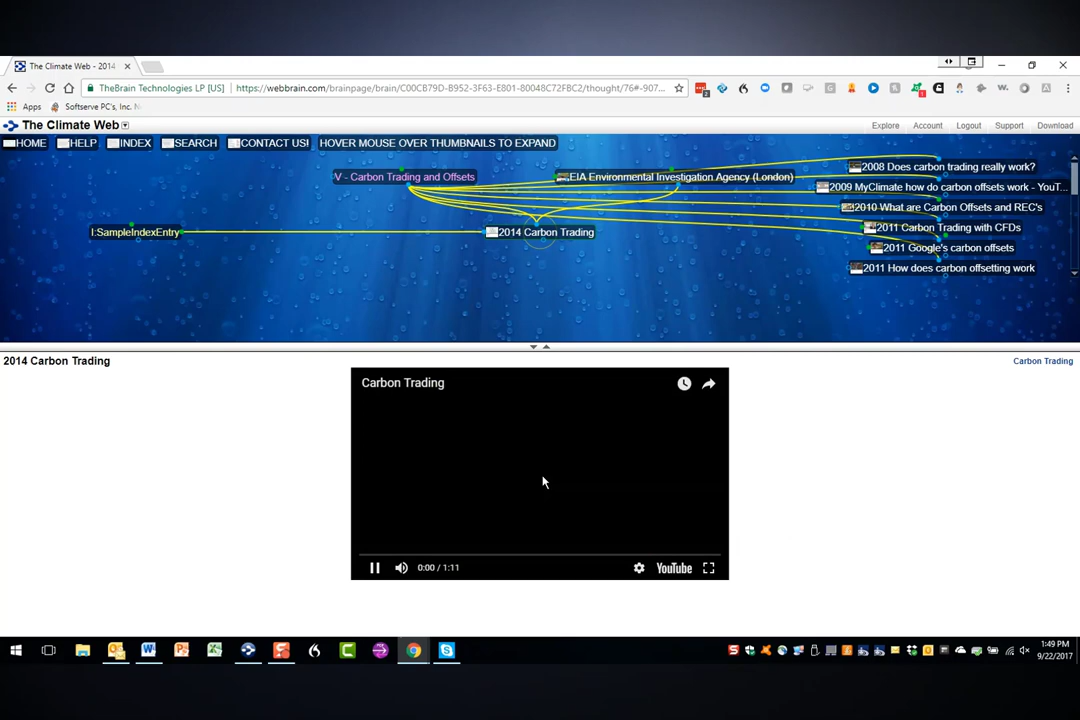 The Climate Web - 2014
TheBrain Technologies LP [US] https://webbrain.com/brainpage/brain/C00CB79D-B952-3F63-E801-80048C72FBC2/thought/76#-907...
Apps Softserve PC's, Inc.
The Climate Web
Explore Account Logout Support Download
HOME HELP INDEX SEARCH CONTACT US! HOVER MOUSE OVER THUMBNAILS TO EXPAND
V - Carbon Trading and Offsets
EIA Environmental Investigation Agency (London)
2008 Does carbon trading really work?
2009 MyClimate how do carbon offsets work - YouT...
2010 What are Carbon Offsets and REC's
2011 Carbon Trading with CFDs
2011 Google's carbon offsets
2011 How does carbon offsetting work
I:SampleIndexEntry
2014 Carbon Trading
2014 Carbon Trading
Carbon Trading
Carbon Trading
0:00 / 1:11
YouTube
1:49 PM
9/22/2017